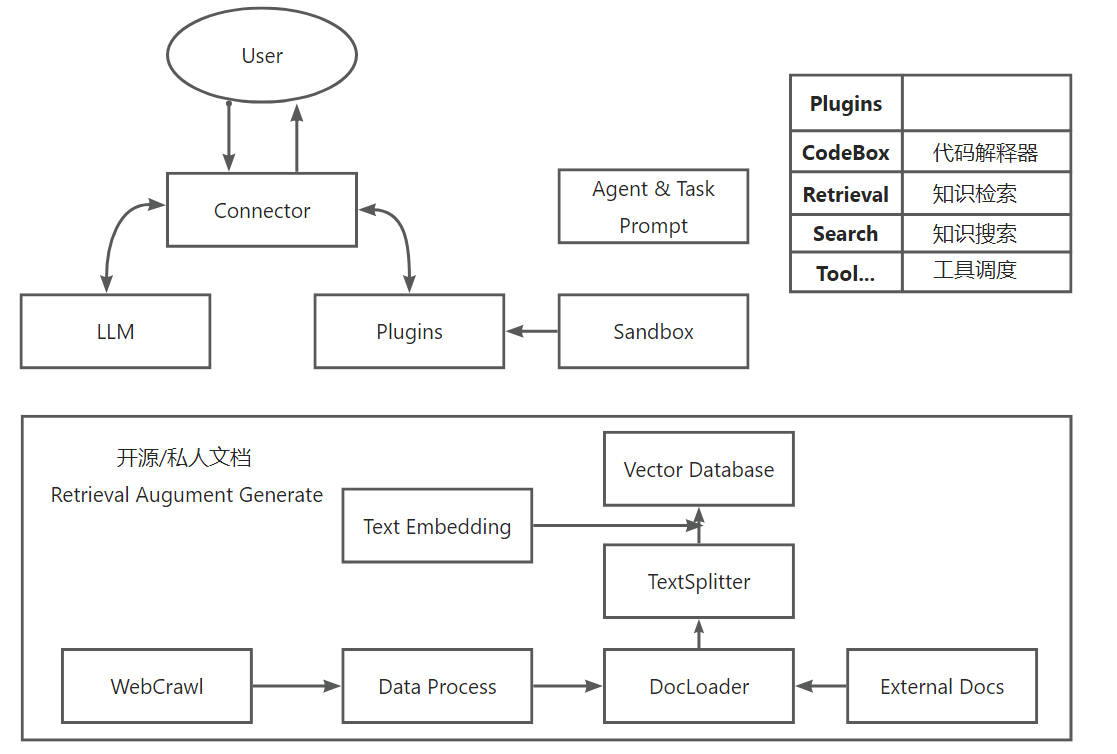 User
Connector
LLM
Plugins
Sandbox
Agent & Task
Prompt
Plugins
CodeBox 代码解释器
Retrieval 知识检索
Search 知识搜索
Tool... 工具调度
开源/私人文档
Retrieval Augument Generate
Vector Database
Text Embedding
TextSplitter
WebCrawl
Data Process
DocLoader
External Docs